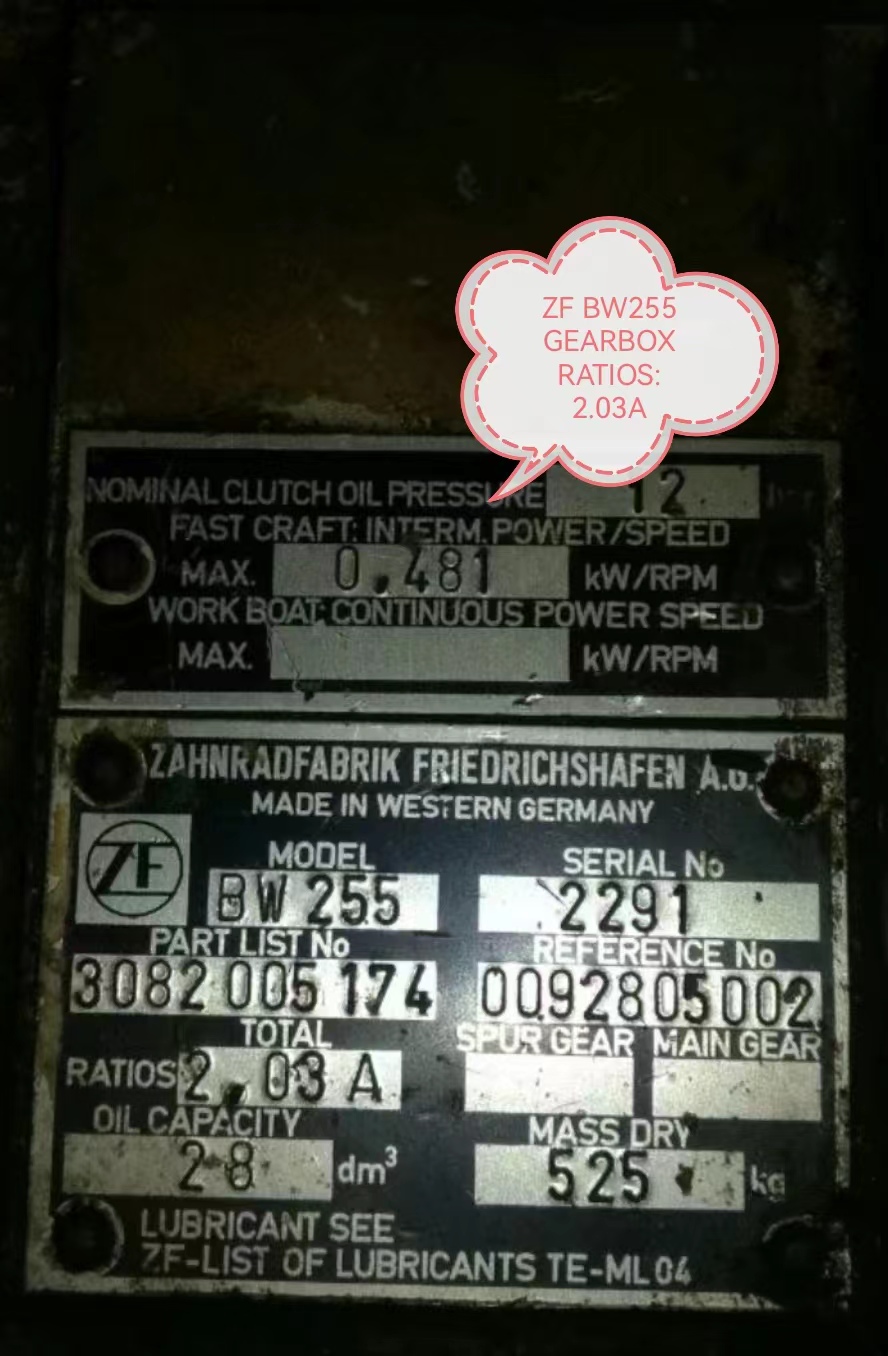 ZF BW255
GEARBOX
RATIOS:
2.03A
NOMINAL CLUTCH OIL PRESSURE 12 bar
FAST CRAFT: INTERM. POWER/SPEED
MAX. 0.481 kW/RPM
WORK BOAT: CONTINUOUS POWER SPEED
MAX. kW/RPM
ZAHNRADFABRIK FRIEDRICHSHAFEN A.G.
MADE IN WESTERN GERMANY
ZF
MODEL SERIAL No
BW 255 2291
PART LIST No REFERENCE No
3082 005 174 0092805002
TOTAL SPUR GEAR MAIN GEAR
RATIOS 2.03 A
OIL CAPACITY MASS DRY
28 dm³ 525 kg
LUBRICANT SEE
ZF-LIST OF LUBRICANTS TE-ML 04